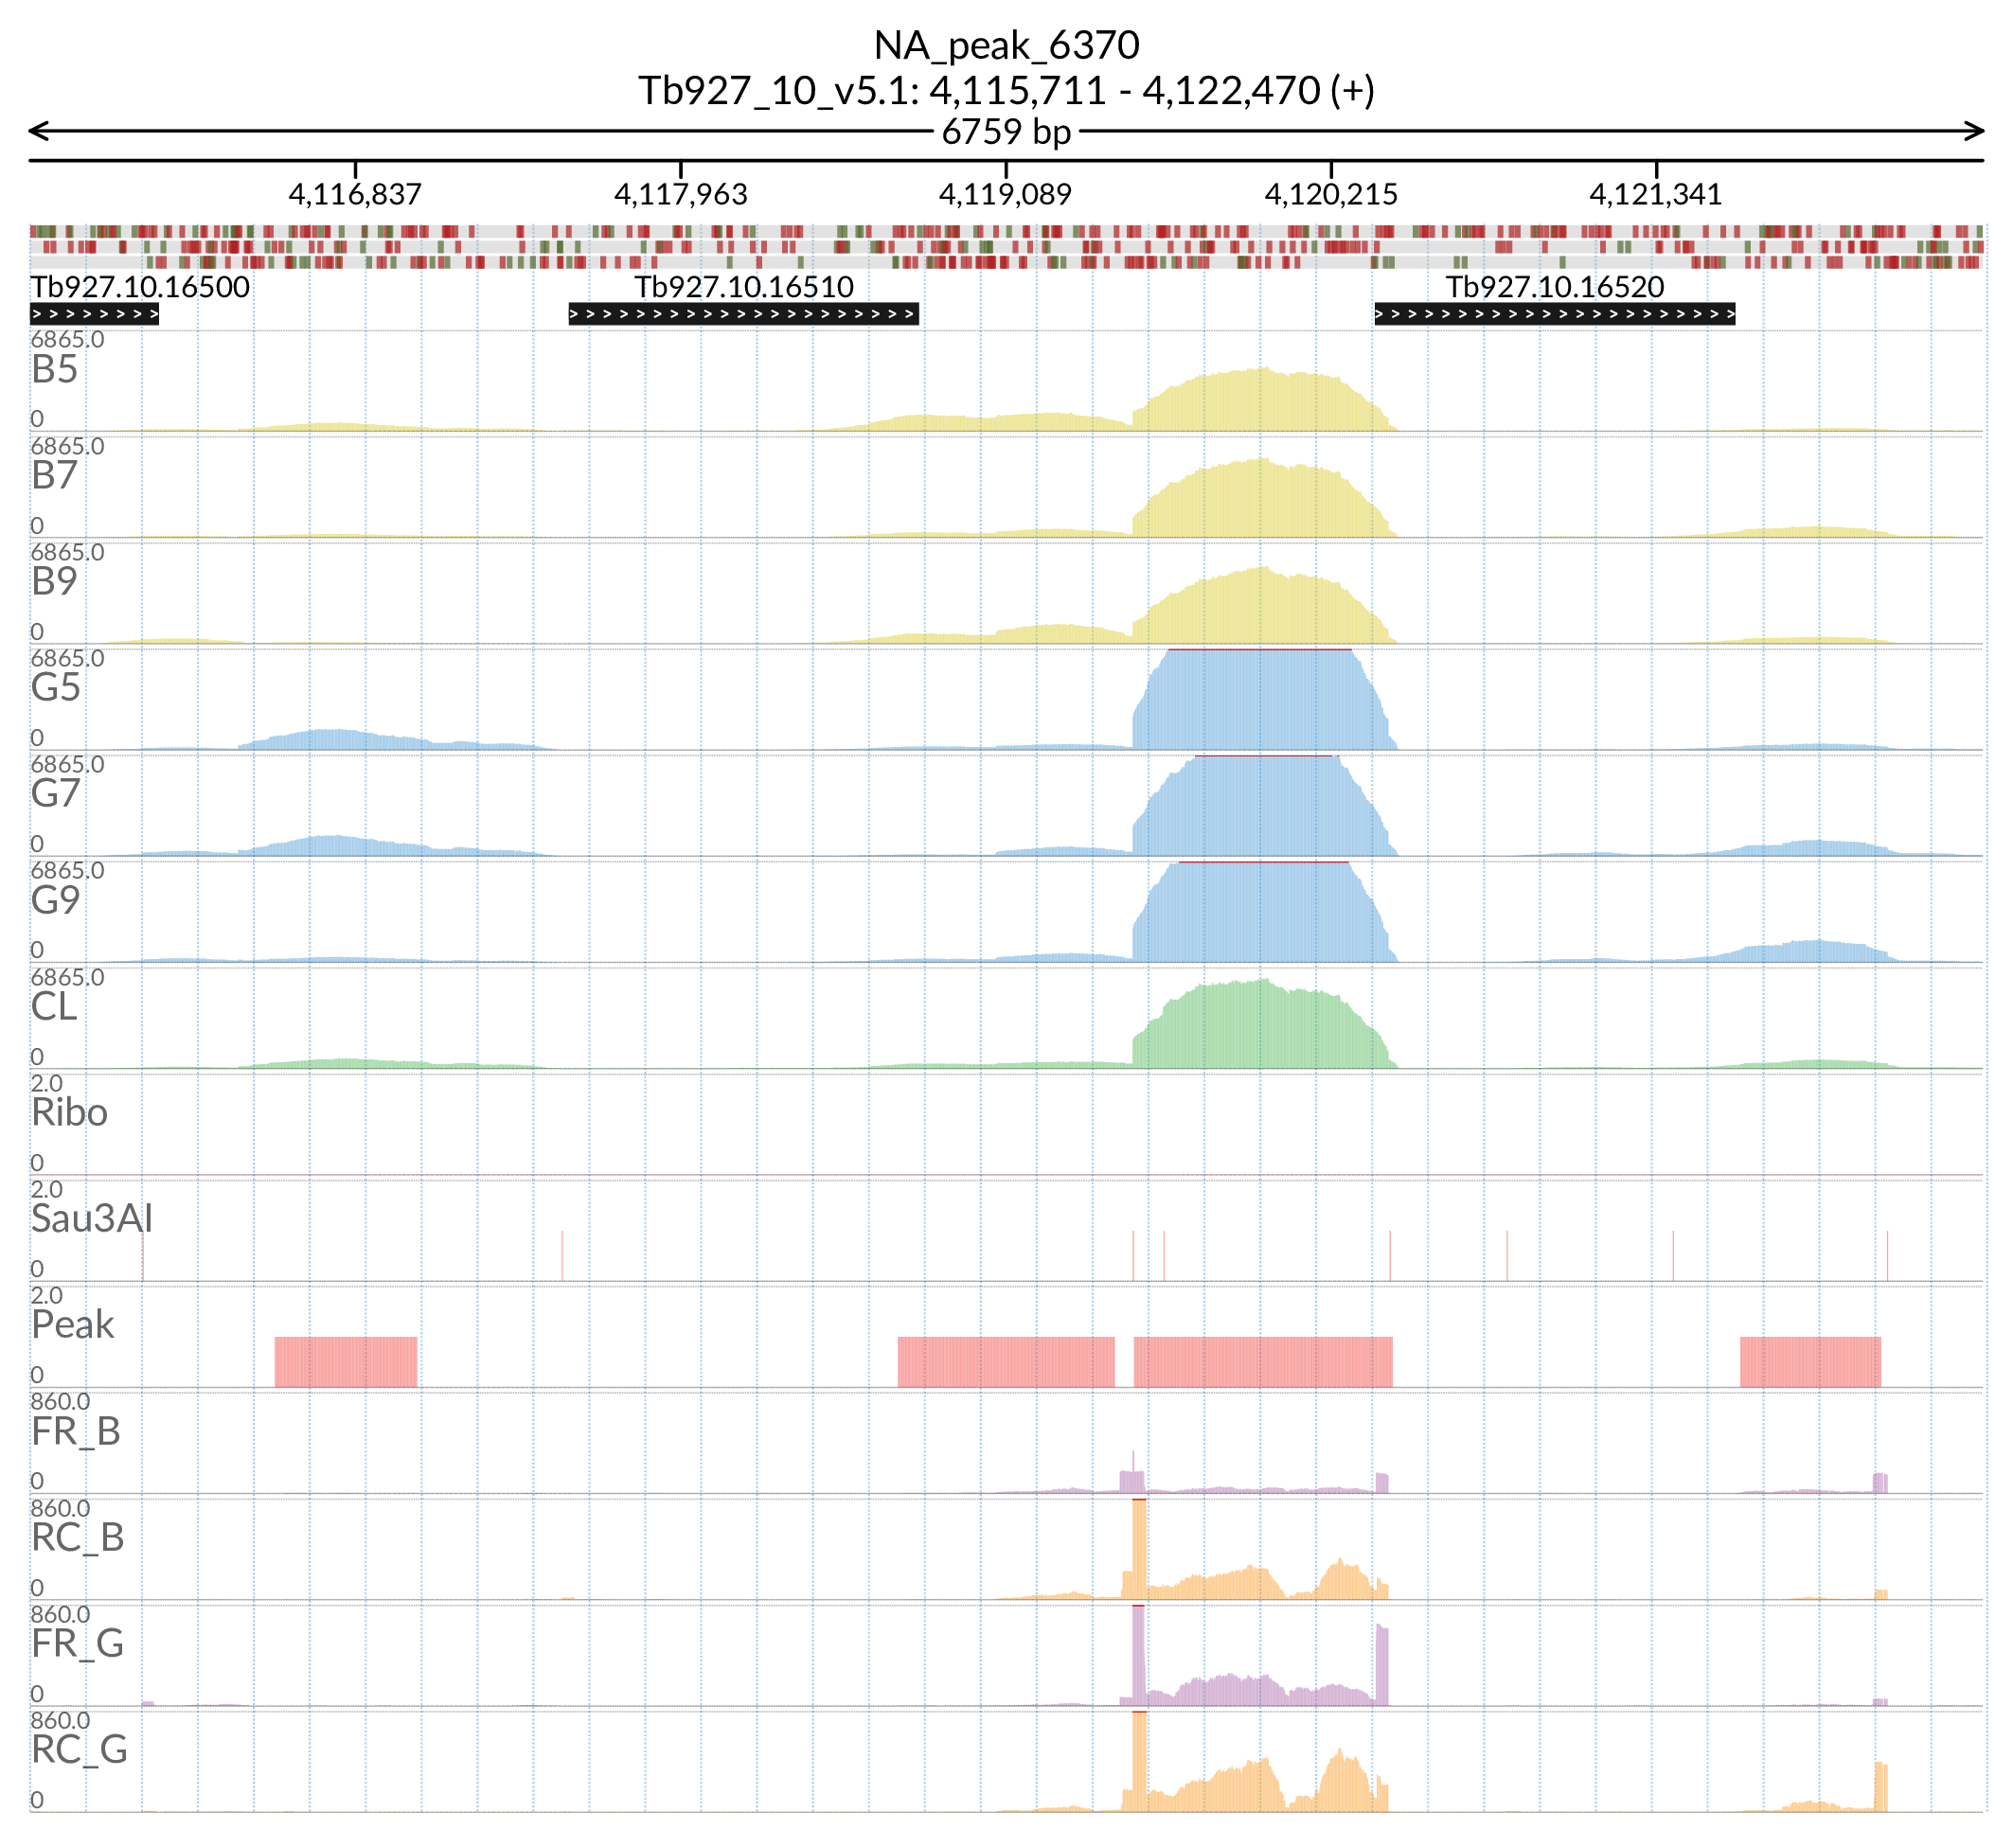 NA_peak_6370
Tb927_10_v5.1: 4,115,711 - 4,122,470 (+)
6759 bp
4,116,837 4,117,963 4,119,089 4,120,215 4,121,341
Tb927.10.16500 Tb927.10.16510 Tb927.10.16520
6865.0
B5
0
6865.0
B7
0
6865.0
B9
0
6865.0
G5
0
6865.0
G7
0
6865.0
G9
0
6865.0
CL
0
2.0
Ribo
0
2.0
Sau3AI
0
2.0
Peak
0
860.0
FR_B
0
860.0
RC_B
0
860.0
FR_G
0
860.0
RC_G
0